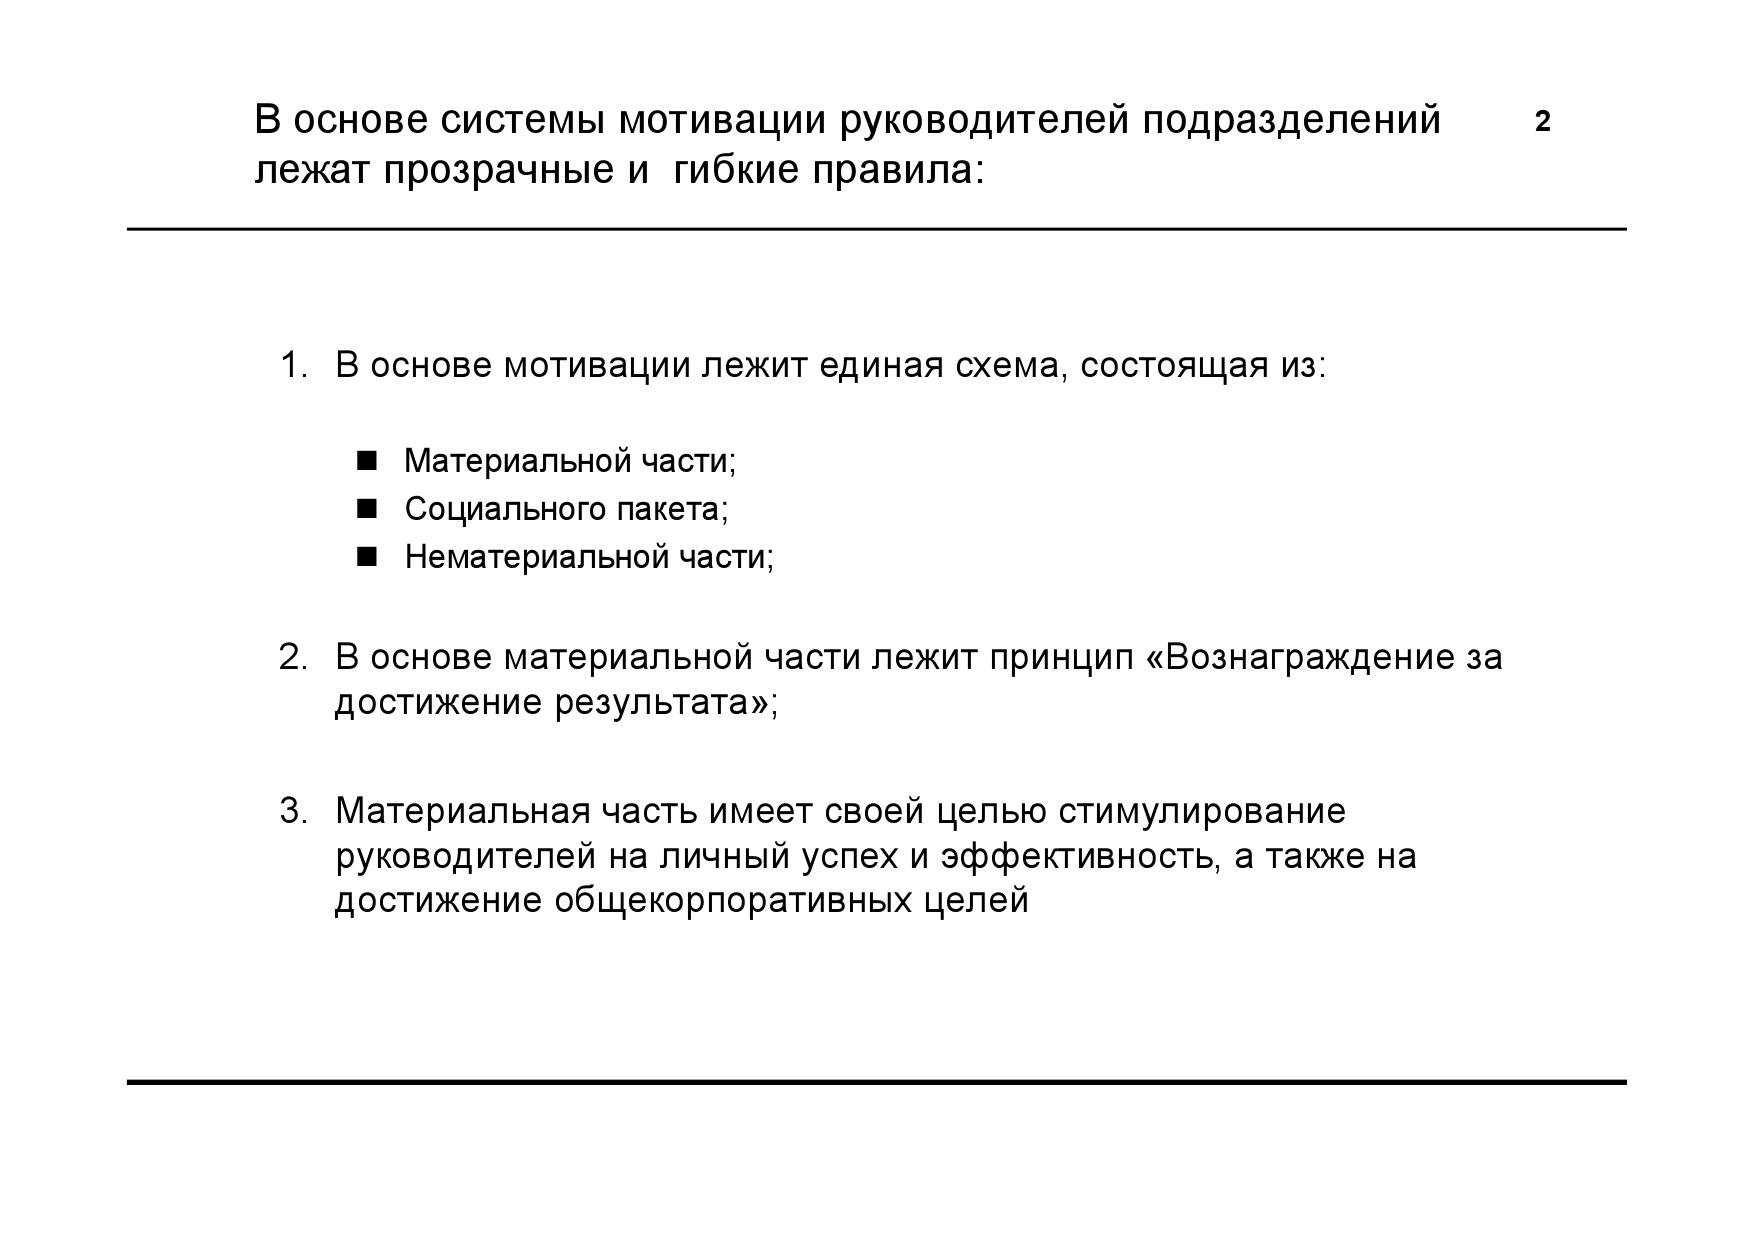 В основе системы мотивации руководителей подразделений
2
лежат прозрачные и  гибкие правила:
1. В основе мотивации лежит единая схема, состоящая из:
■ Материальной части;
■ Социального пакета;
■ Нематериальной части;
2. В основе материальной части лежит принцип «Вознаграждение за
достижение результата»;
3. Материальная часть имеет своей целью стимулирование
руководителей на личный успех и эффективность, а также на
достижение общекорпоративных целей